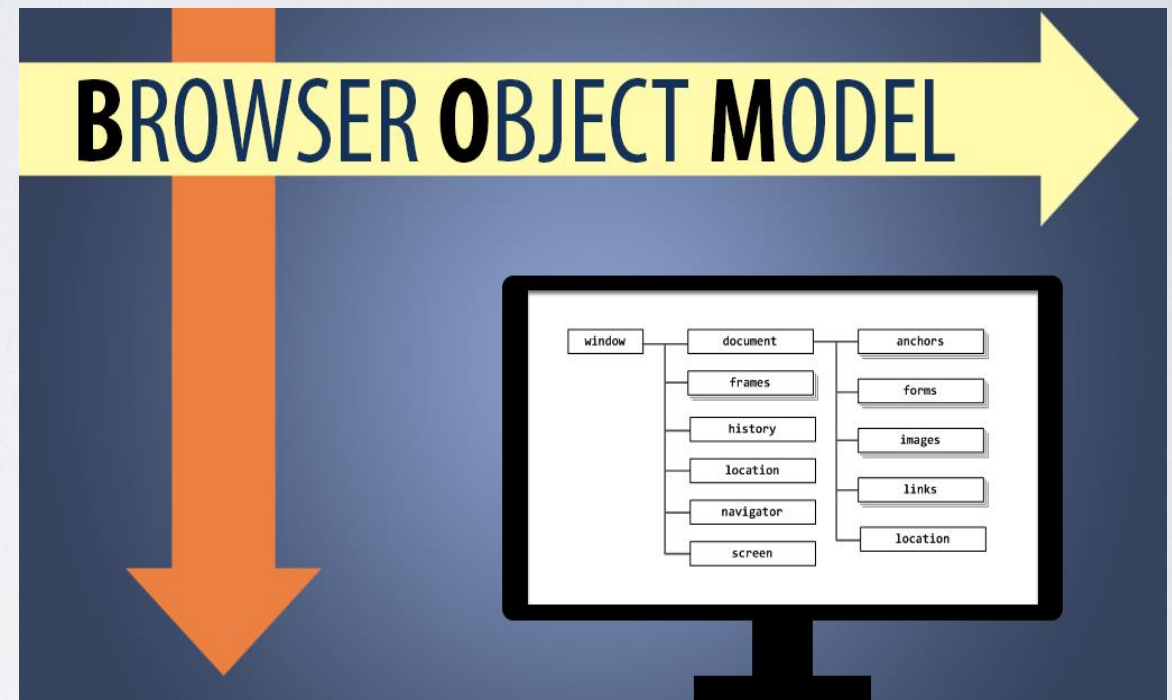 BROWSER OBJECT MODEL
window document anchors
frames forms
history images
location links
navigator location
screen